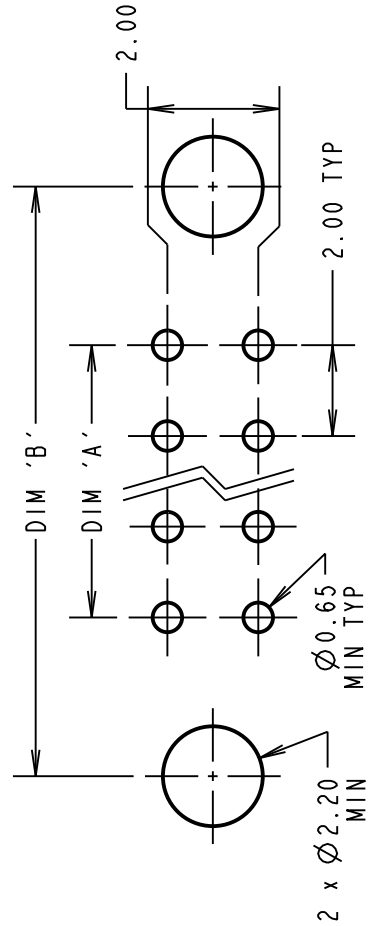 2.00
2.00 TYP
DIM 'B'
DIM 'A'
Ø0.65
MIN TYP
2 x Ø2.20
MIN